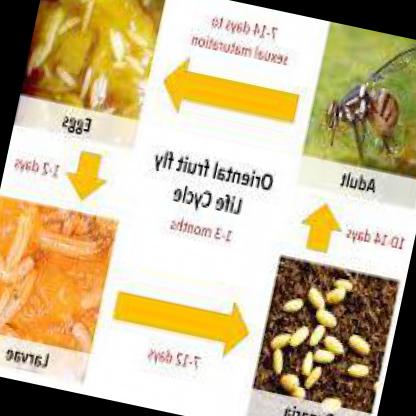 7-14 days to
sexual maturation
Eggs
Adult
1-2 days
Oriental fruit fly
Life Cycle
1-3 months
10-14 days
7-12 days
Larvae